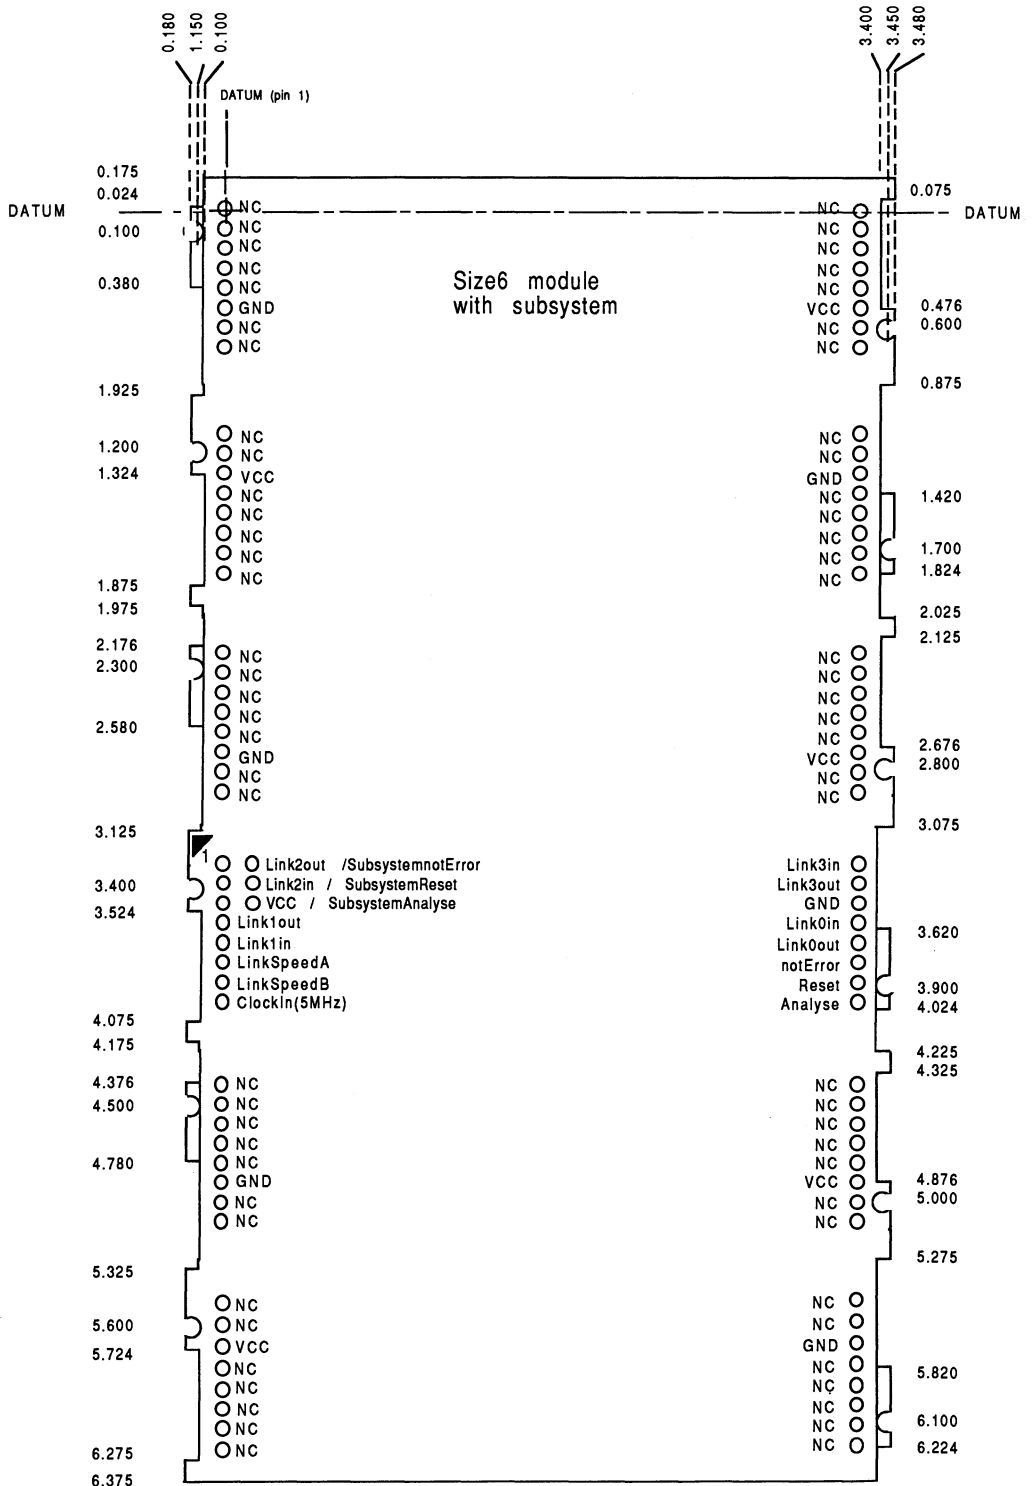 0.180
1.150
0.100
3.400
3.450
3.480
DATUM (pin 1)
0.175
0.024
0.075
DATUM
DATUM
NC
NC
0.100
NC
NC
NC
NC
0.380
NC
NC
NC
NC
Size6 module
with subsystem
GND
VCC
0.476
NC
NC
0.600
NC
NC
1.925
0.875
NC
NC
1.200
NC
NC
1.324
VCC
GND
NC
NC
1.420
NC
NC
NC
NC
NC
NC
1.700
NC
NC
1.824
1.875
1.975
2.025
2.125
2.176
NC
NC
2.300
NC
NC
NC
NC
NC
NC
2.580
NC
NC
GND
VCC
2.676
NC
NC
2.800
NC
NC
3.125
3.075
1
Link2out /SubsystemnotError
Link3in
3.400
Link2in / SubsystemReset
Link3out
3.524
VCC / SubsystemAnalyse
GND
Link1out
Link0in
3.620
Link1in
Link0out
LinkSpeedA
notError
LinkSpeedB
Reset
3.900
ClockIn(5MHz)
Analyse
4.024
4.075
4.175
4.225
4.325
4.376
NC
NC
4.500
NC
NC
NC
NC
NC
NC
4.780
NC
NC
GND
VCC
4.876
NC
NC
5.000
NC
NC
5.325
5.275
NC
NC
5.600
NC
NC
5.724
VCC
GND
NC
NC
5.820
NC
NC
NC
NC
NC
NC
6.100
6.275
NC
NC
6.224
6.375